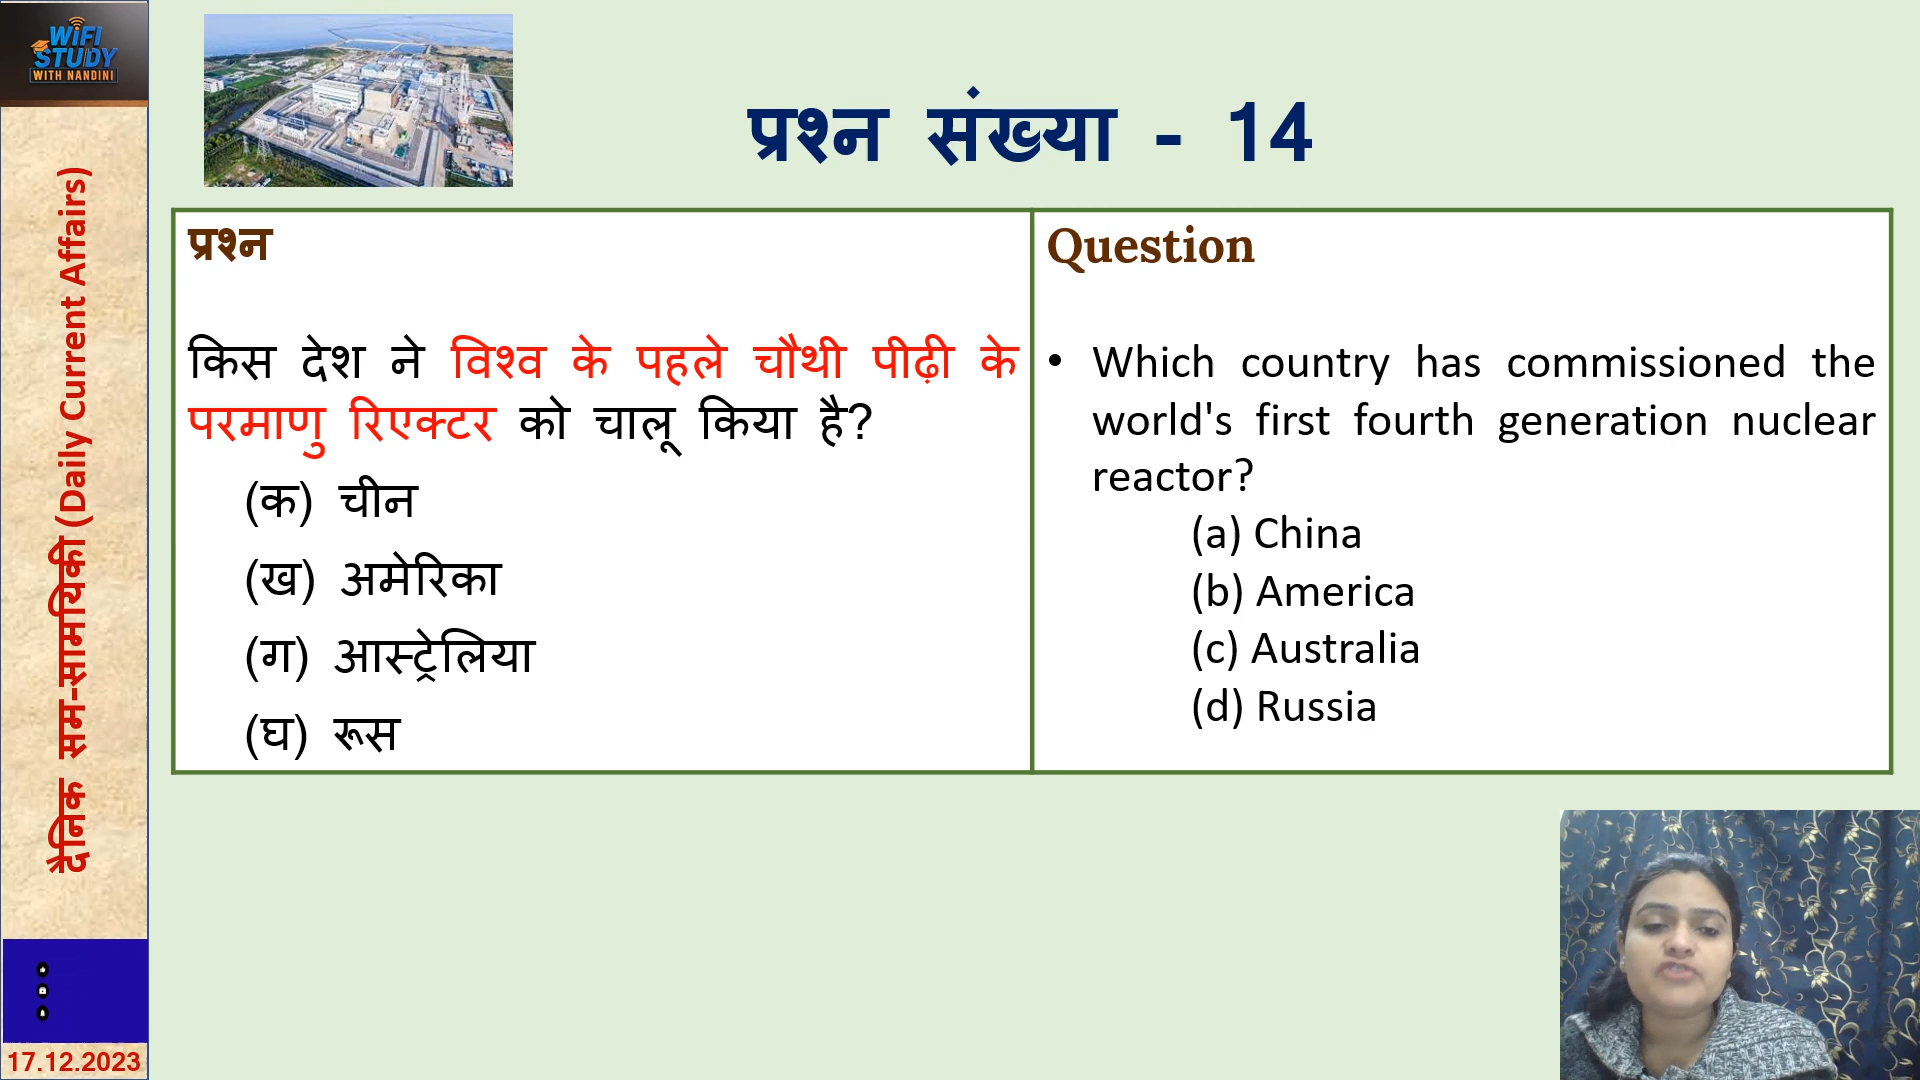 WiFi
STUDY
WITH NANDINI
दैनिक सम-सामयिकी (Daily Current Affairs)
17.12.2023
प्रश्न संख्या - 14
प्रश्न
किस देश ने विश्व के पहले चौथी पीढ़ी के
परमाणु रिएक्टर को चालू किया है?
(क) चीन
(ख) अमेरिका
(ग) आस्ट्रेलिया
(घ) रूस
Question
• Which country has commissioned the
world's first fourth generation nuclear
reactor?
(a) China
(b) America
(c) Australia
(d) Russia